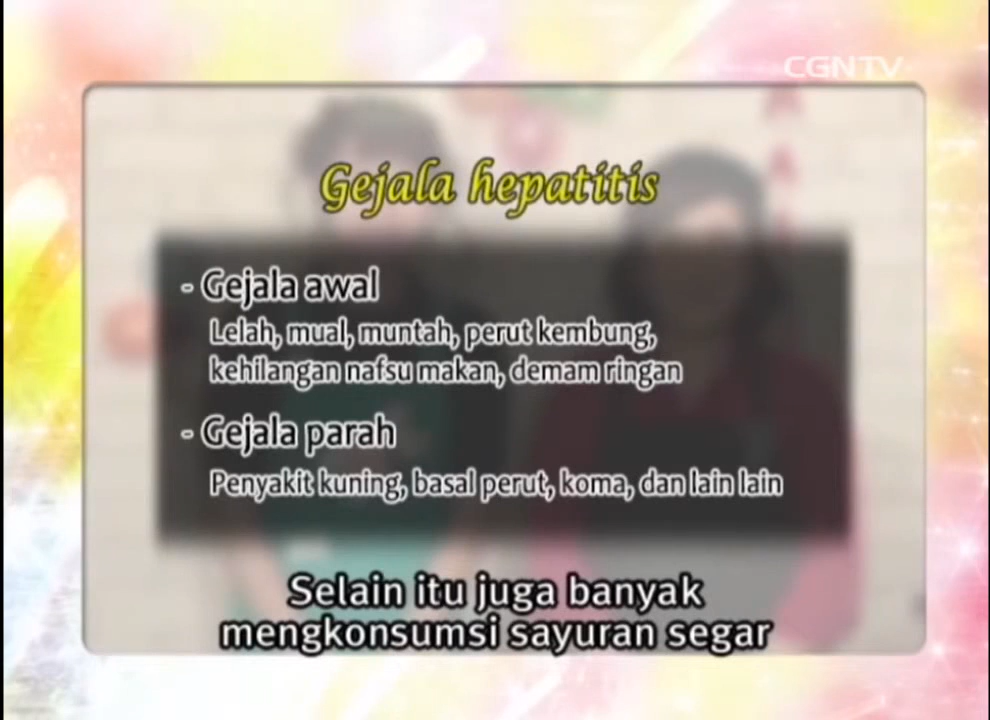 CGNTV
Gejala hepatitis
- Gejala awal
Lelah, mual, muntah, perut kembung,
kehilangan nafsu makan, demam ringan
- Gejala parah
Penyakit kuning, basal perut, koma, dan lain lain
Selain itu juga banyak
mengkonsumsi sayuran segar